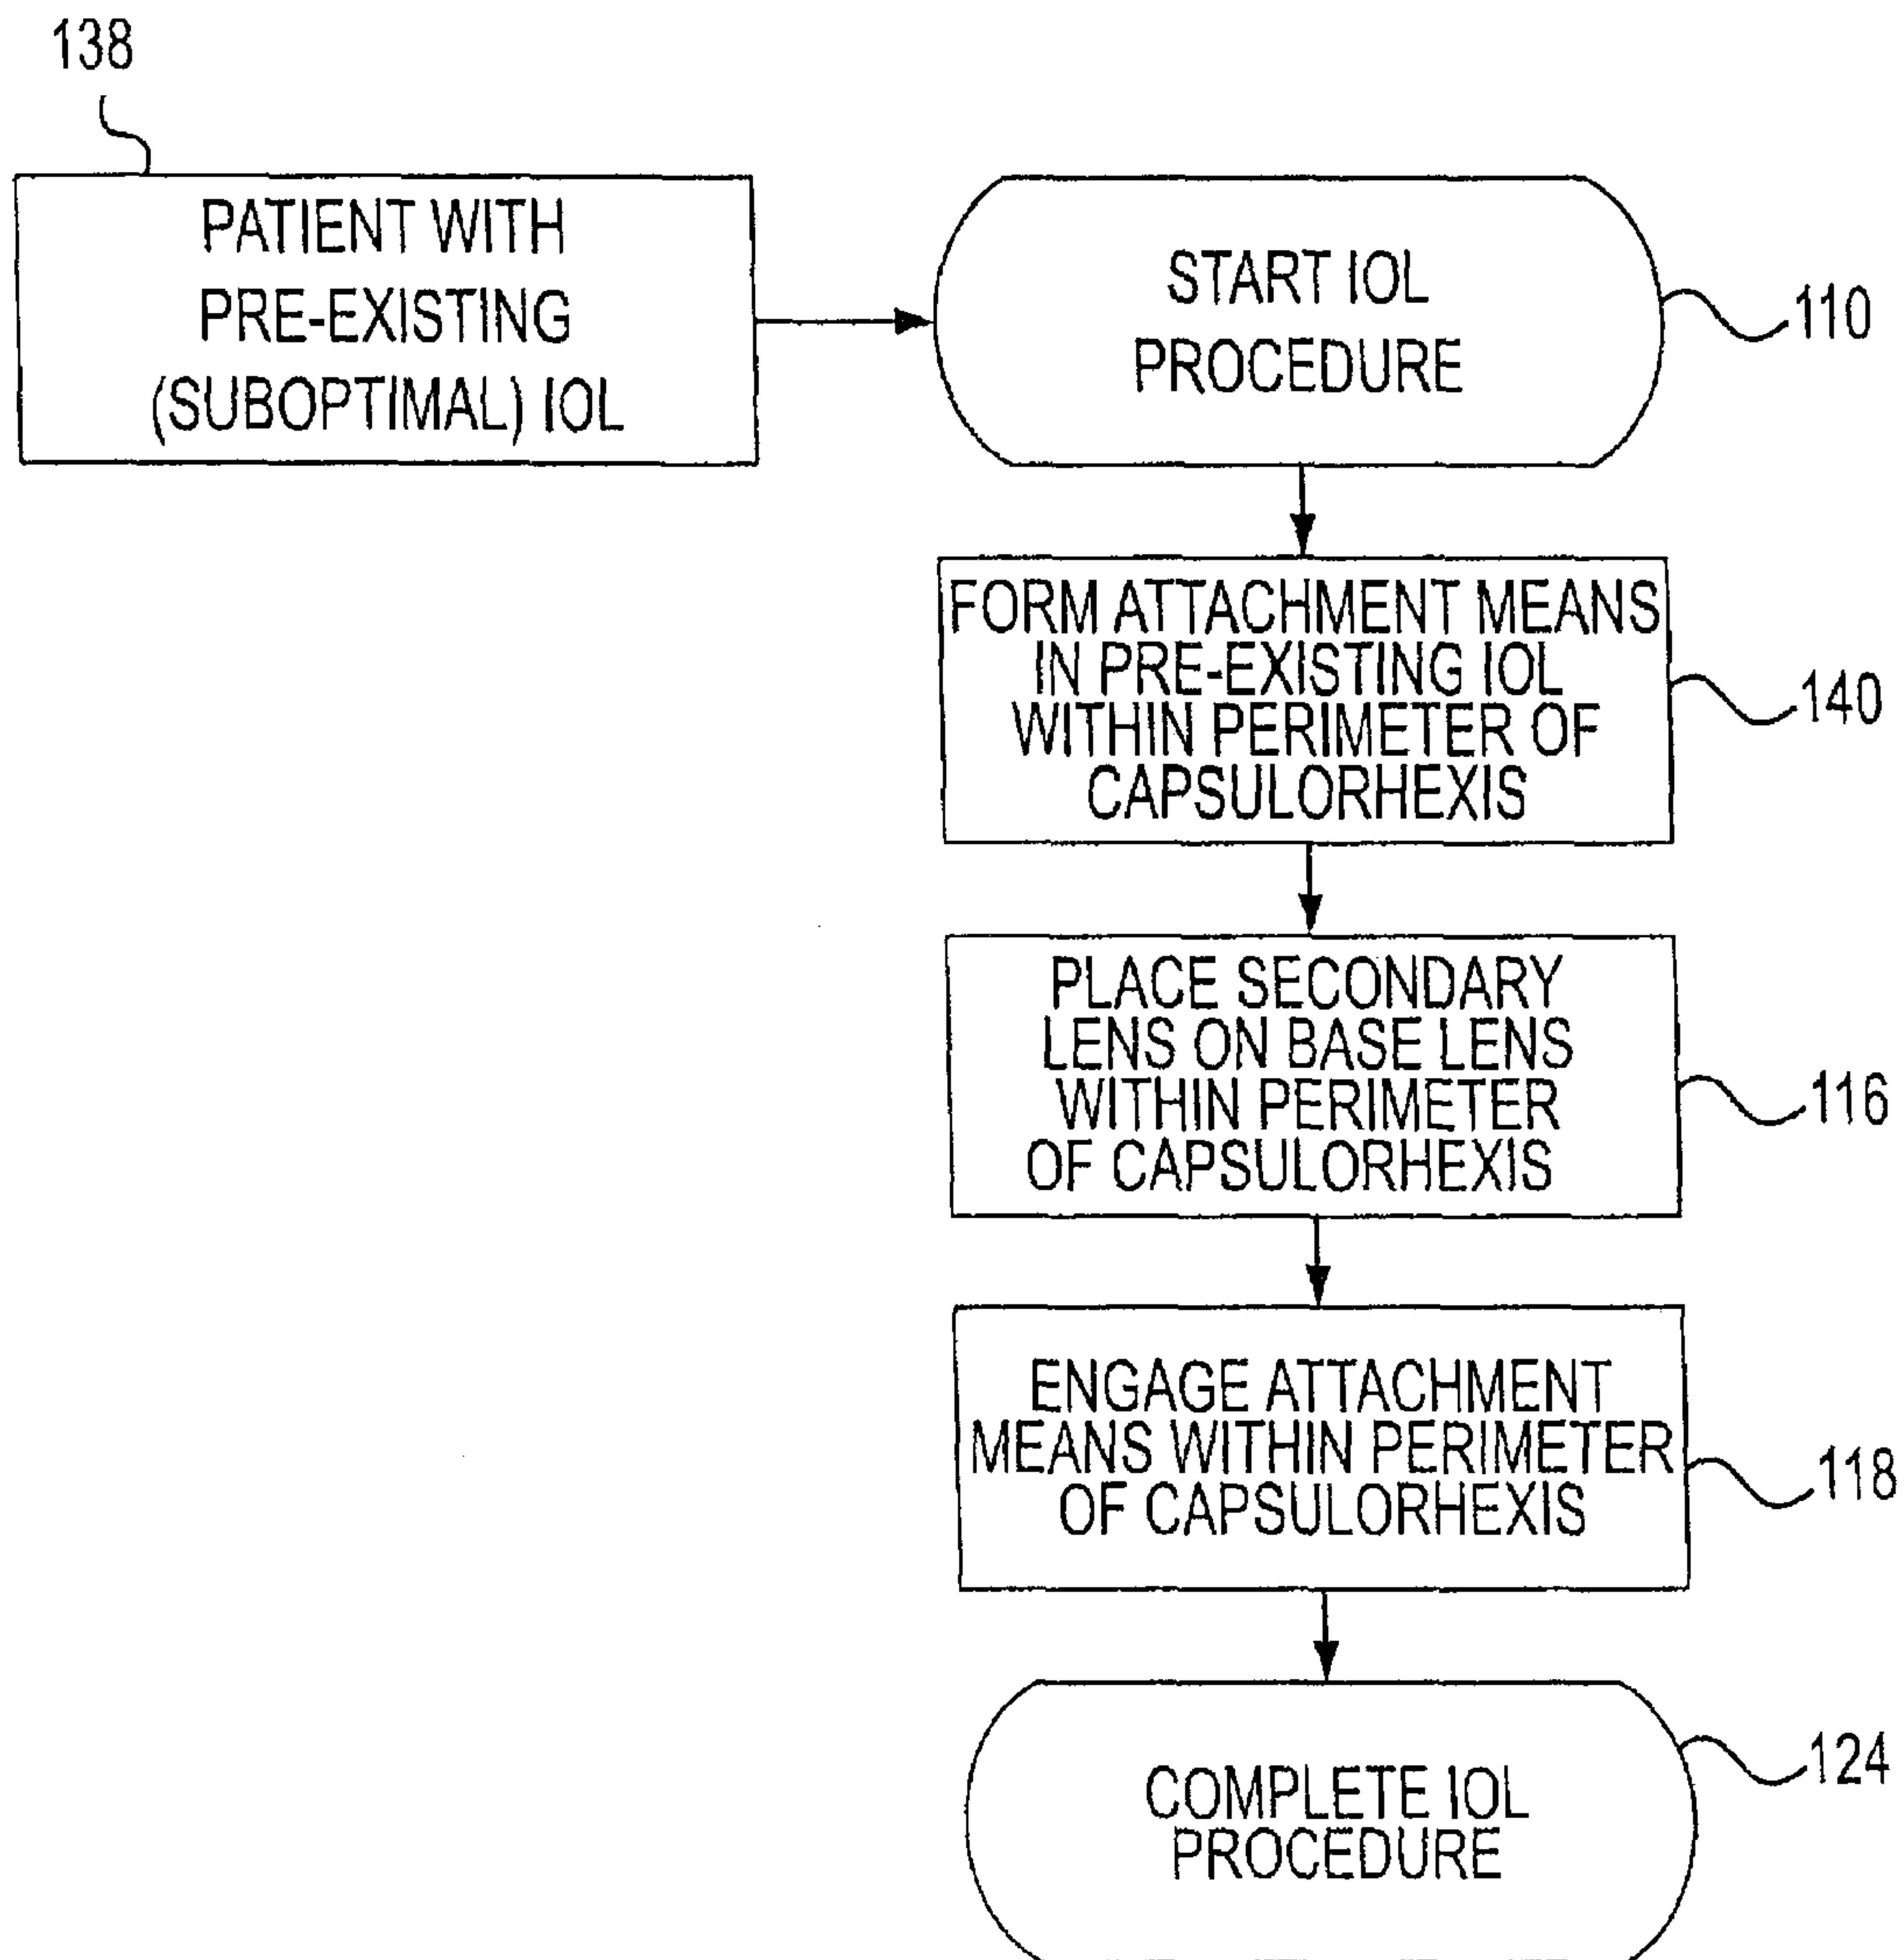 138
PATIENT WITH
PRE-EXISTING
(SUBOPTIMAL) IOL
START IOL
PROCEDURE
110
FORM ATTACHMENT MEANS
IN PRE-EXISTING IOL
WITHIN PERIMETER OF
CAPSULORHEXIS
140
PLACE SECONDARY
LENS ON BASE LENS
WITHIN PERIMETER
OF CAPSULORHEXIS
116
ENGAGE ATTACHMENT
MEANS WITHIN PERIMETER
OF CAPSULORHEXIS
118
COMPLETE IOL
PROCEDURE
124